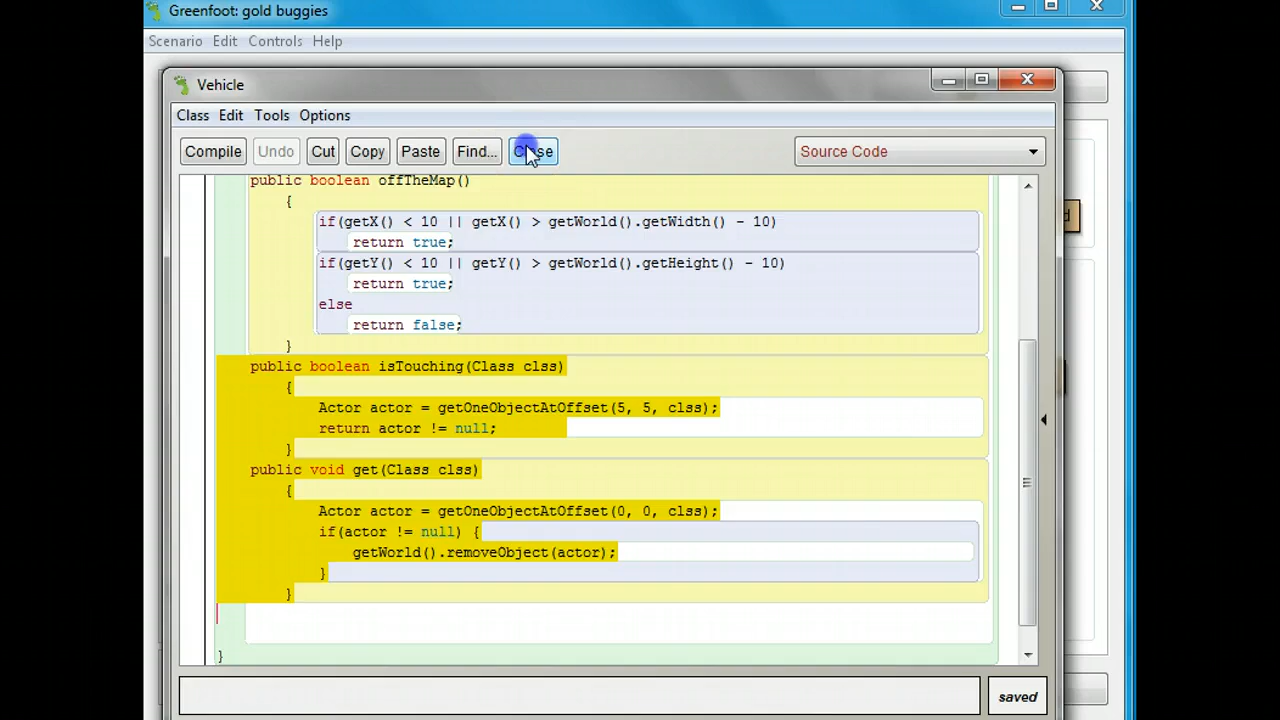 Greenfoot: gold buggies
Scenario Edit Controls Help
Vehicle
Class Edit Tools Options
Compile Undo Cut Copy Paste Find... Close Source Code
public boolean offTheMap()
{
if(getX() < 10 || getX() > getWorld().getWidth() - 10)
return true;
if(getY() < 10 || getY() > getWorld().getHeight() - 10)
return true;
else
return false;
}
public boolean isTouching(Class clss)
{
Actor actor = getOneObjectAtOffset(5, 5, clss);
return actor != null;
}
public void get(Class clss)
{
Actor actor = getOneObjectAtOffset(0, 0, clss);
if(actor != null) {
getWorld().removeObject(actor);
}
}
}
saved